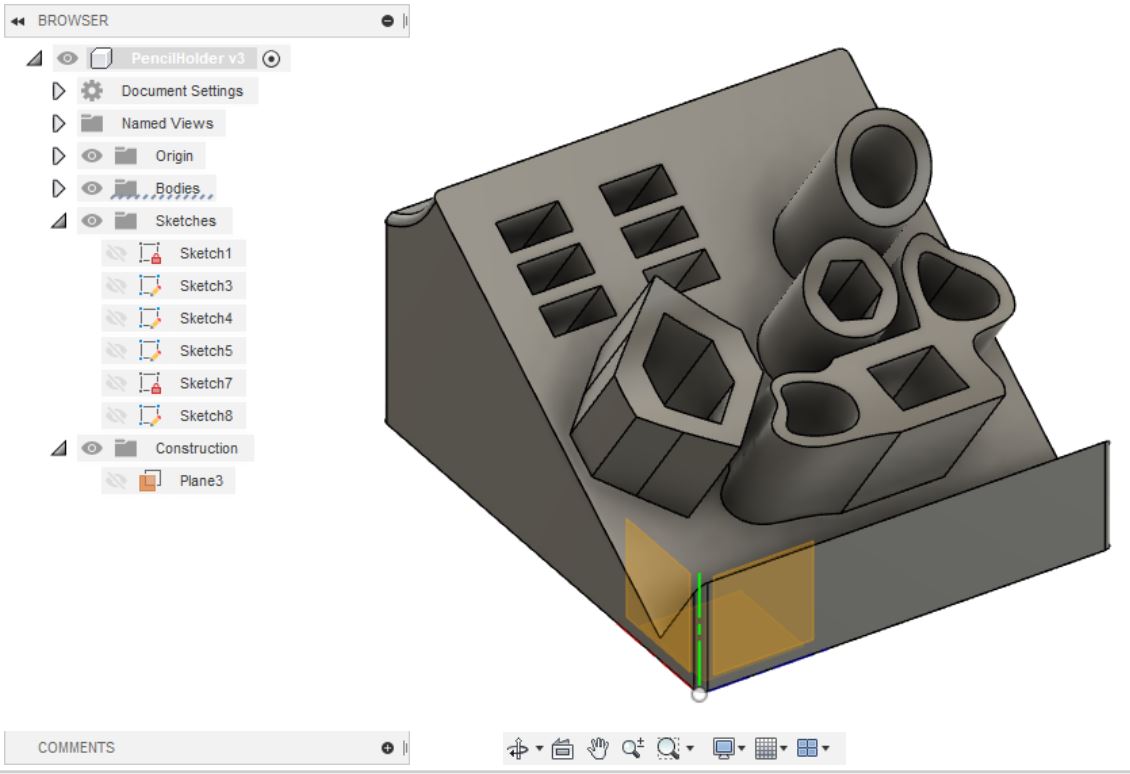 BROWSER
PencilHolder v3
Document Settings
Named Views
Origin
Bodies
Sketches
Sketch1
Sketch3
Sketch4
Sketch5
Sketch7
Sketch8
Construction
Plane3
COMMENTS